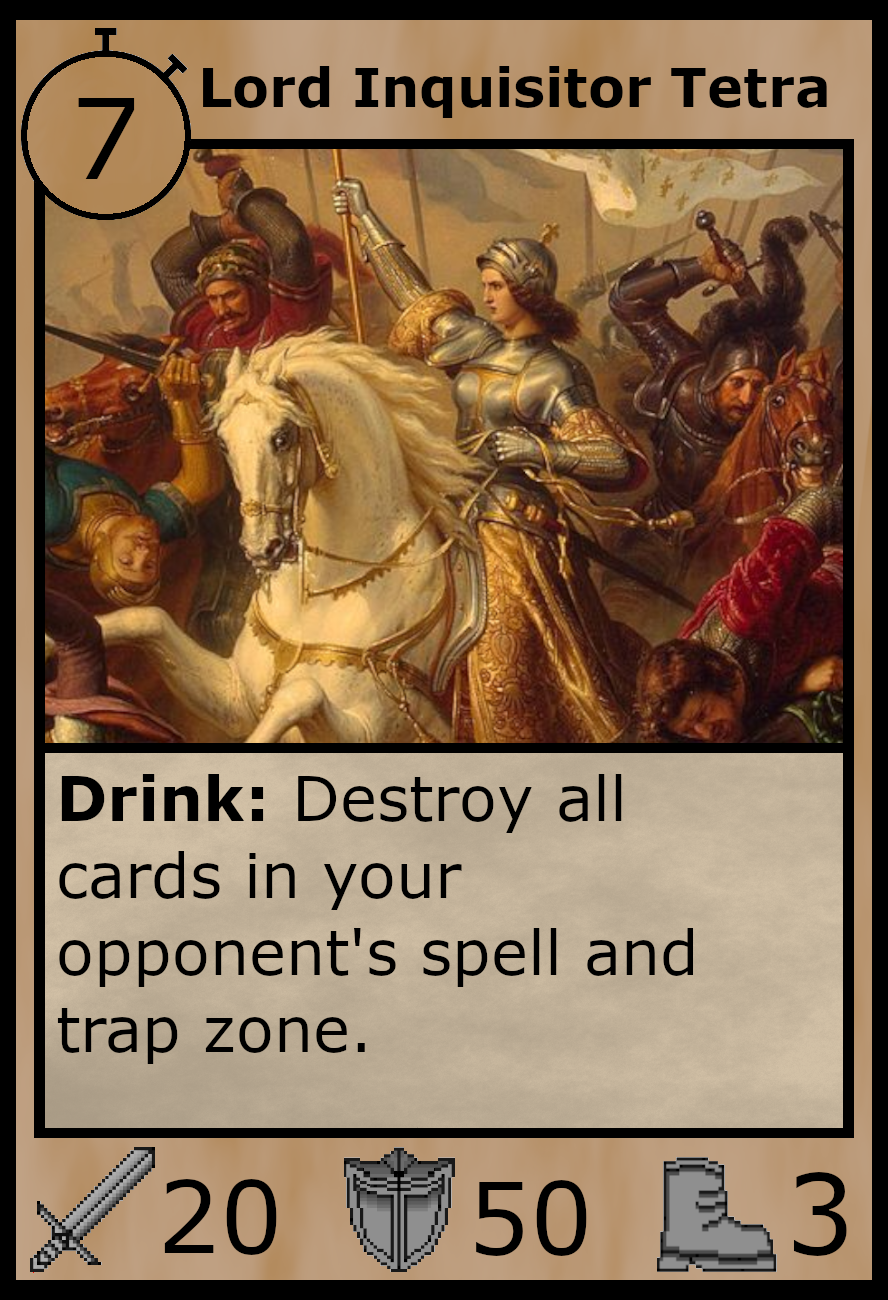 7
Lord Inquisitor Tetra
Drink: Destroy all
cards in your
opponent's spell and
trap zone.
20 50 3